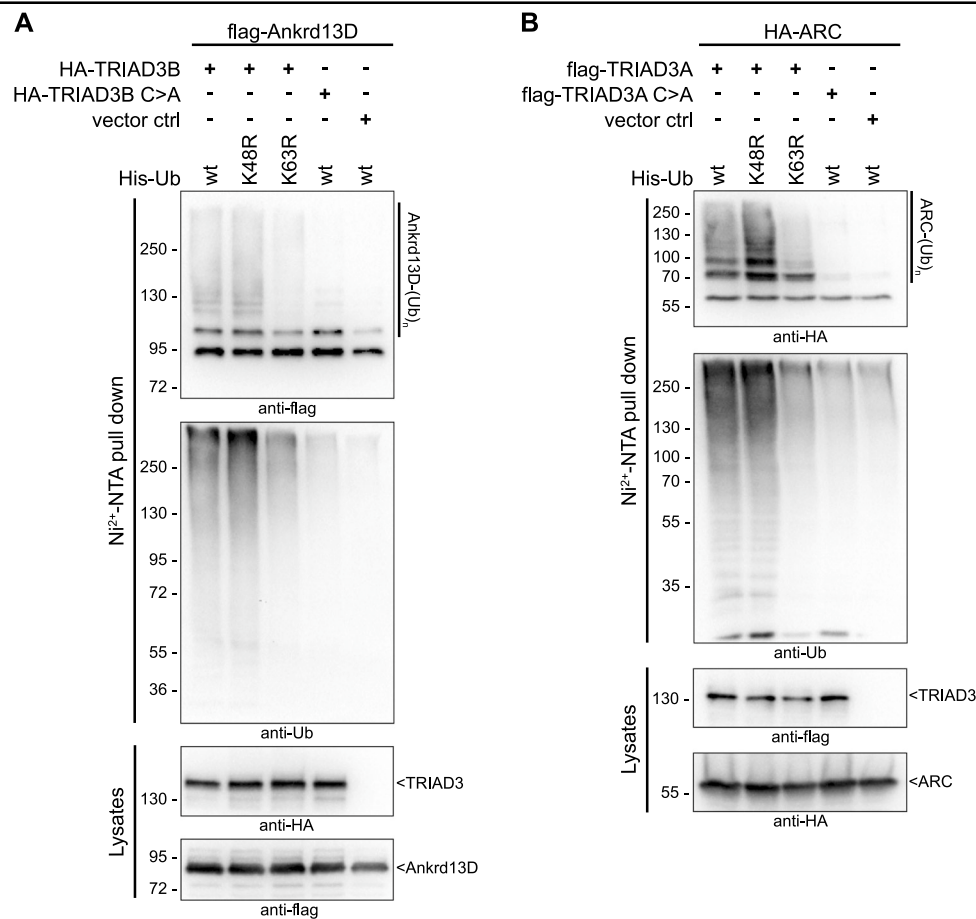 A
flag-Ankrd13D
HA-TRIAD3B + + + - -
HA-TRIAD3B C>A - - - + -
vector ctrl - - - - +
His-Ub wt K48R K63R wt wt
Ni²⁺-NTA pull down
250 -
130 -
95 -
72 -
Ankrd13D-(Ub)n
anti-flag
250 -
130 -
95 -
72 -
55 -
36 -
anti-Ub
Lysates
130 -
<TRIAD3
anti-HA
95 -
72 -
<Ankrd13D
anti-flag
B
HA-ARC
flag-TRIAD3A + + + - -
flag-TRIAD3A C>A - - - + -
vector ctrl - - - - +
His-Ub wt K48R K63R wt wt
Ni²⁺-NTA pull down
250 -
130 -
100 -
70 -
55 -
ARC-(Ub)n
anti-HA
250 -
130 -
100 -
70 -
55 -
35 -
anti-Ub
Lysates
130 -
<TRIAD3
anti-flag
55 -
<ARC
anti-HA